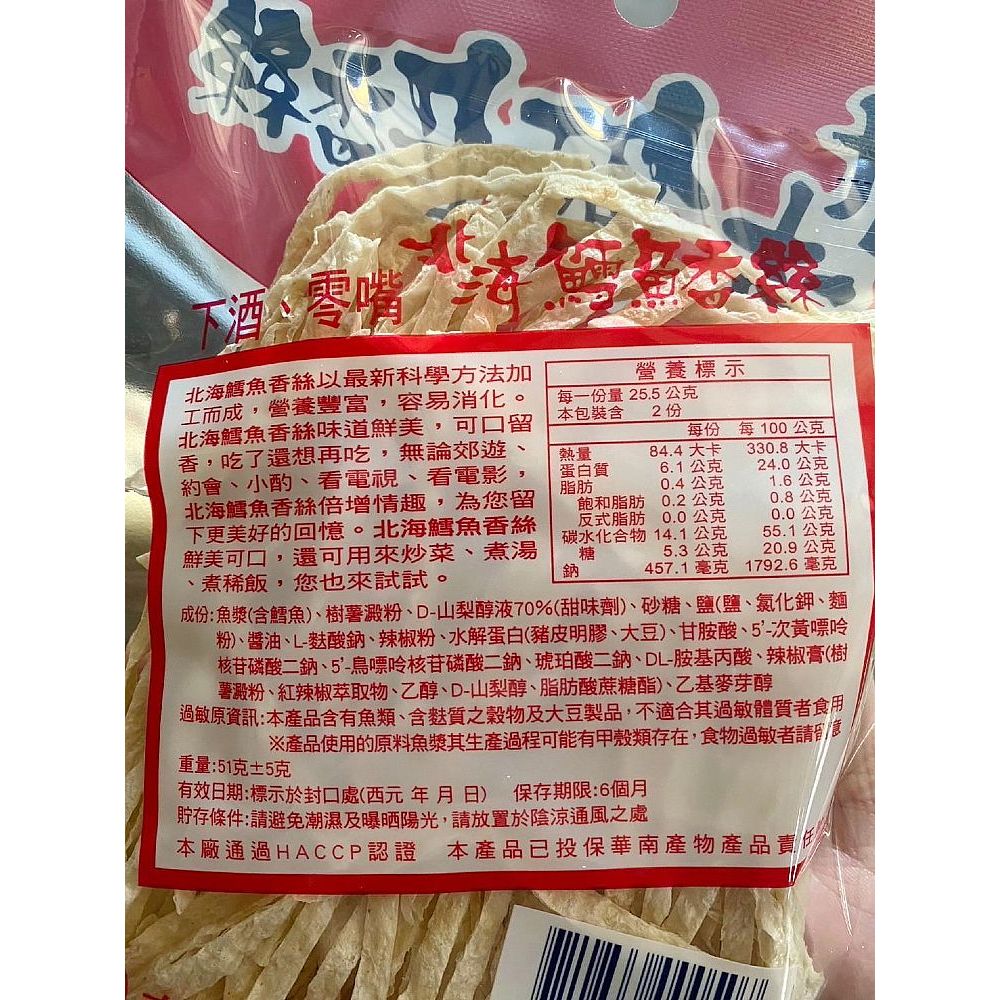 北海鱈魚香絲
下酒、零嘴
北海鱈魚香絲以最新科學方法加
工而成，營養豐富，容易消化。
北海鱈魚香絲味道鮮美，可口留
香，吃了還想再吃，無論郊遊、
約會、小酌、看電視、看電影，
北海鱈魚香絲倍增情趣，為您留
下更美好的回憶。北海鱈魚香絲
鮮美可口，還可用來炒菜、煮湯
、煮稀飯，您也來試試。
營養標示
每一份量 25.5 公克
本包裝含 2 份
每份 每 100 公克
熱量 84.4 大卡 330.8 大卡
蛋白質 6.1 公克 24.0 公克
脂肪 0.4 公克 1.6 公克
飽和脂肪 0.2 公克 0.8 公克
反式脂肪 0.0 公克 0.0 公克
碳水化合物 14.1 公克 55.1 公克
糖 5.3 公克 20.9 公克
鈉 457.1 毫克 1792.6 毫克
成份:魚漿(含鱈魚)、樹薯澱粉、D-山梨醇液70%(甜味劑)、砂糖、鹽(鹽、氯化鉀、麵
粉)、醬油、L-麩酸鈉、辣椒粉、水解蛋白(豬皮明膠、大豆)、甘胺酸、5'-次黃嘌呤
核苷磷酸二鈉、5'-鳥嘌呤核苷磷酸二鈉、琥珀酸二鈉、DL-胺基丙酸、辣椒膏(樹
薯澱粉、紅辣椒萃取物、乙醇、D-山梨醇、脂肪酸蔗糖酯)、乙基麥芽醇
過敏原資訊:本產品含有魚類、含麩質之穀物及大豆製品，不適合其過敏體質者食用
※產品使用的原料魚漿其生產過程可能有甲殼類存在，食物過敏者請留意
重量:51克±5克
有效日期:標示於封口處(西元 年 月 日) 保存期限:6個月
貯存條件:請避免潮濕及曝晒陽光，請放置於陰涼通風之處
本廠通過HACCP認證 本產品已投保華南產物產品責任